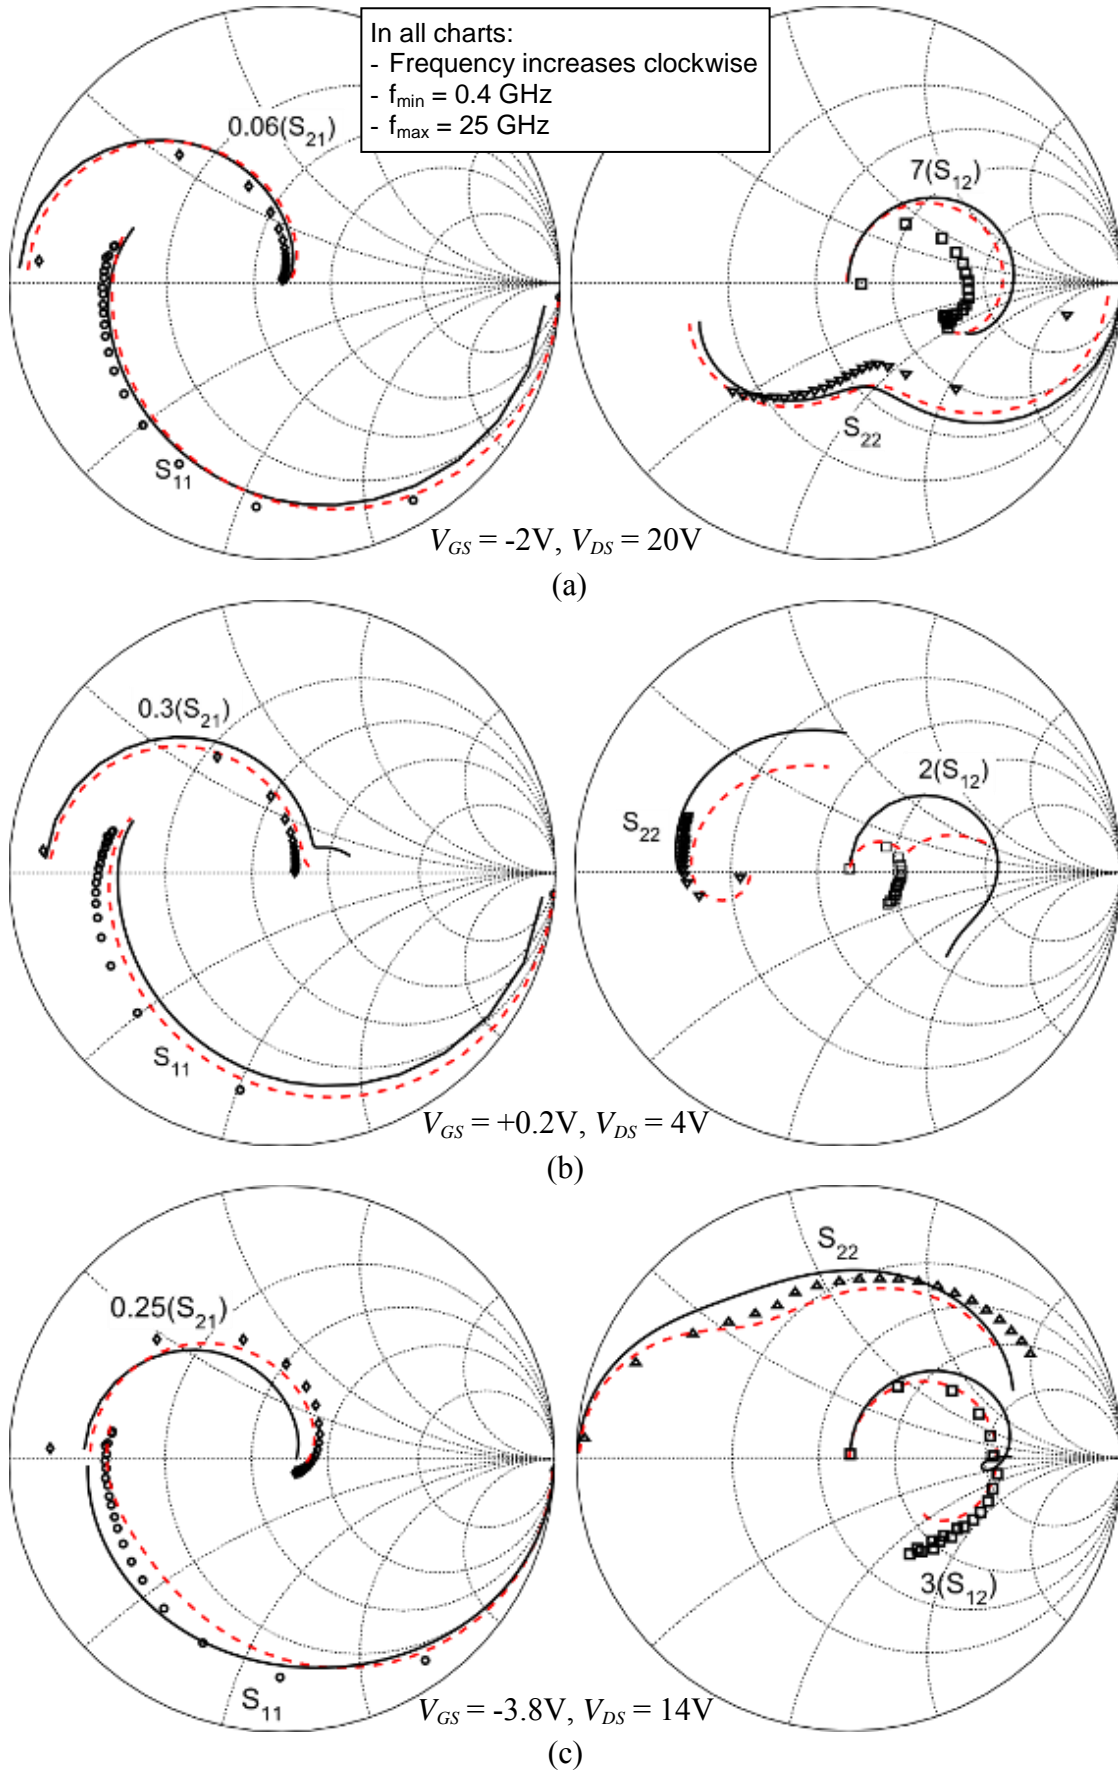 In all charts:
- Frequency increases clockwise
- fmin = 0.4 GHz
- fmax = 25 GHz
0.06(S21)
7(S12)
S11
S22
VGS = -2V, VDS = 20V
(a)
0.3(S21)
2(S12)
S22
S11
VGS = +0.2V, VDS = 4V
(b)
S22
0.25(S21)
3(S12)
S11
VGS = -3.8V, VDS = 14V
(c)